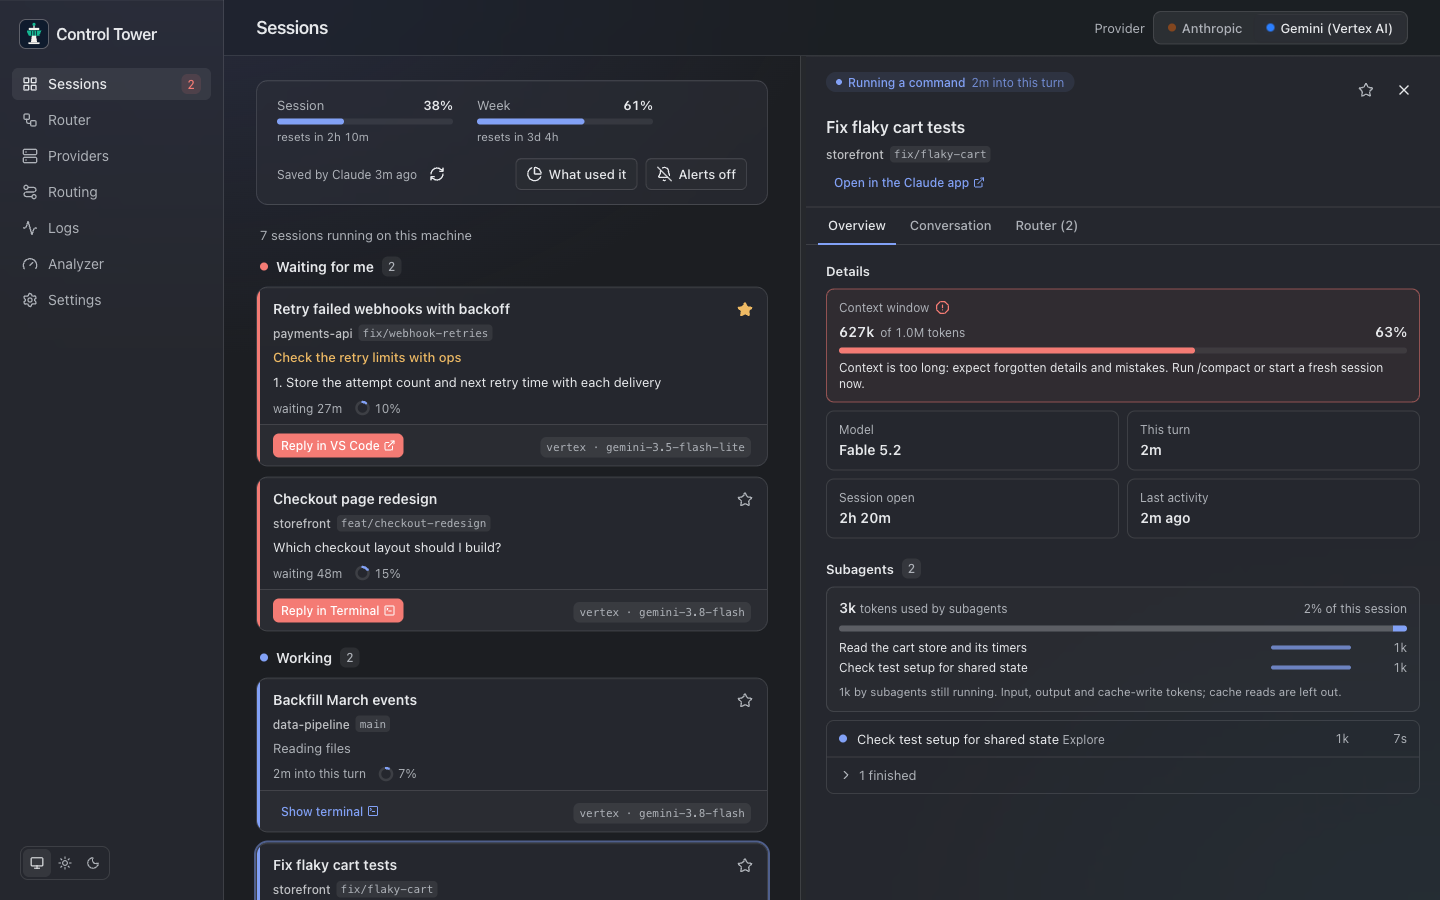 Control Tower
Sessions 2
Router
Providers
Routing
Logs
Analyzer
Settings
Sessions
Provider Anthropic Gemini (Vertex AI)
Session 38% Week 61%
resets in 2h 10m resets in 3d 4h
Saved by Claude 3m ago What used it Alerts off
7 sessions running on this machine
Waiting for me 2
Retry failed webhooks with backoff
payments-api fix/webhook-retries
Check the retry limits with ops
1. Store the attempt count and next retry time with each delivery
waiting 27m 10%
Reply in VS Code vertex · gemini-3.5-flash-lite
Checkout page redesign
storefront feat/checkout-redesign
Which checkout layout should I build?
waiting 48m 15%
Reply in Terminal vertex · gemini-3.8-flash
Working 2
Backfill March events
data-pipeline main
Reading files
2m into this turn 7%
Show terminal vertex · gemini-3.8-flash
Fix flaky cart tests
storefront fix/flaky-cart
Running a command 2m into this turn
Fix flaky cart tests
storefront fix/flaky-cart
Open in the Claude app
Overview Conversation Router (2)
Details
Context window
627k of 1.0M tokens 63%
Context is too long: expect forgotten details and mistakes. Run /compact or start a fresh session
now.
Model This turn
Fable 5.2 2m
Session open Last activity
2h 20m 2m ago
Subagents 2
3k tokens used by subagents 2% of this session
Read the cart store and its timers 1k
Check test setup for shared state 1k
1k by subagents still running. Input, output and cache-write tokens; cache reads are left out.
Check test setup for shared state Explore 1k 7s
1 finished